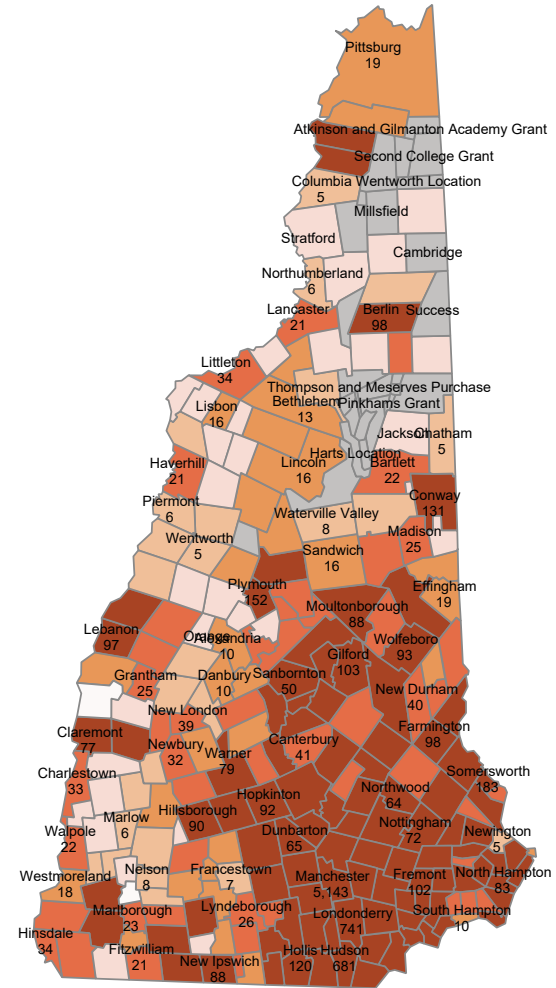 Pittsburg
19
Atkinson and Gilmanton Academy Grant
Second College Grant
Columbia
5
Wentworth Location
Millsfield
Stratford
Cambridge
Northumberland
6
Lancaster
21
Berlin
98
Success
Littleton
34
Thompson and Meserves Purchase
Bethlehem
13
Pinkhams Grant
Lisbon
16
Jackson
Chatham
5
Harts Location
Haverhill
21
Lincoln
16
Bartlett
22
Conway
131
Piermont
6
Waterville Valley
8
Madison
25
Wentworth
5
Sandwich
16
Plymouth
152
Effingham
19
Moultonborough
88
Lebanon
97
Orange
Alexandria
10
Wolfeboro
93
Gilford
103
Grantham
25
Danbury
10
Sanbornton
50
New Durham
40
New London
39
Claremont
77
Newbury
32
Warner
79
Canterbury
41
Farmington
98
Charlestown
33
Somersworth
183
Hopkinton
92
Northwood
64
Hillsborough
90
Marlow
6
Walpole
22
Dunbarton
65
Nottingham
72
Newington
5
Westmoreland
18
Nelson
8
Francestown
7
Manchester
5,143
Fremont
102
North Hampton
83
Marlborough
23
Lyndeborough
26
Londonderry
741
South Hampton
10
Hinsdale
34
Fitzwilliam
21
New Ipswich
88
Hollis
120
Hudson
681